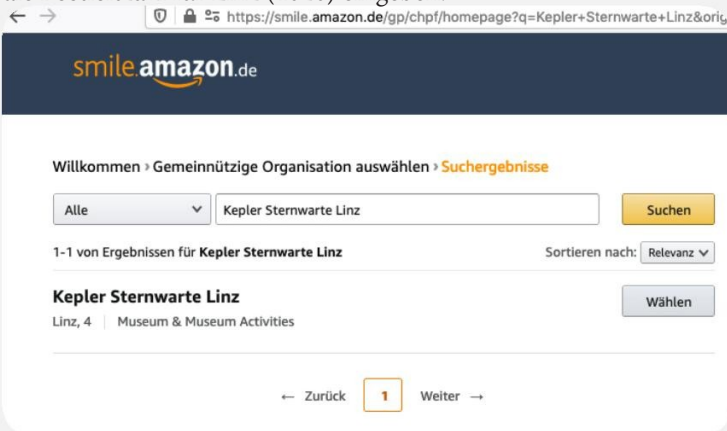 https://smile.amazon.de/gp/chpf/homepage?q=Kepler+Sternwarte+Linz&orig
smile.amazon.de
Willkommen › Gemeinnützige Organisation auswählen › Suchergebnisse
Alle Kepler Sternwarte Linz Suchen
1-1 von Ergebnissen für Kepler Sternwarte Linz Sortieren nach: Relevanz
Kepler Sternwarte Linz Wählen
Linz, 4 | Museum & Museum Activities
← Zurück 1 Weiter →